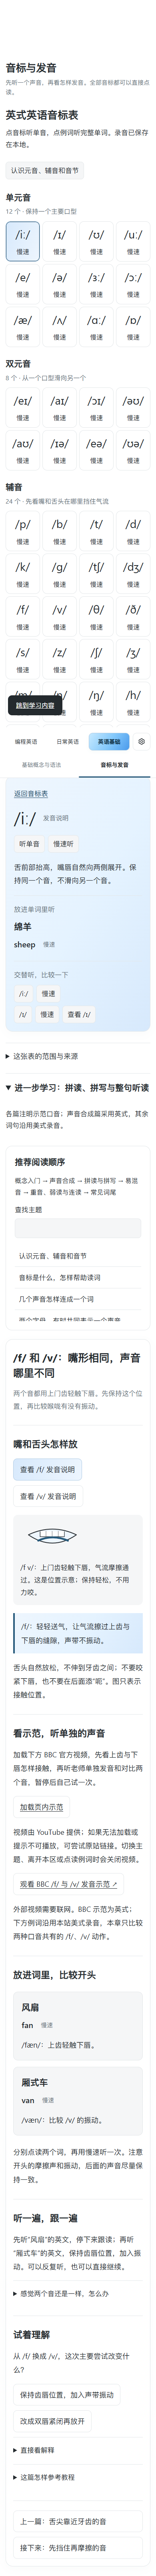 音标与发音
先听一个声音，再看怎样发音。全部都可以直接点读。
英式英语音标表
点音标听单音，点例词听完整单词。录音已保存在本地。
认识元音、辅音和音节
单元音
12 个 · 保持一个主要口型
/iː/ /ɪ/ /ʊ/ /uː/
慢速 慢速 慢速 慢速
/e/ /ə/ /ɜː/ /ɔː/
慢速 慢速 慢速 慢速
/æ/ /ʌ/ /ɑː/ /ɒ/
慢速 慢速 慢速 慢速
双元音
8 个 · 从一个口型滑向另一个
/eɪ/ /aɪ/ /ɔɪ/ /əʊ/
慢速 慢速 慢速 慢速
/aʊ/ /ɪə/ /eə/ /ʊə/
慢速 慢速 慢速 慢速
辅音
24 个 · 先看嘴和舌头在哪里挡住气流
/p/ /b/ /t/ /d/
慢速 慢速 慢速 慢速
/k/ /ɡ/ /tʃ/ /dʒ/
慢速 慢速 慢速 慢速
/f/ /v/ /θ/ /ð/
慢速 慢速 慢速 慢速
/s/ /z/ /ʃ/ /ʒ/
慢速 慢速 慢速 慢速
/ŋ/ /h/
跳到学习内容
慢速 慢速
编程英语 日常英语 英语基础
基础概念与语法 音标与发音
返回音标表
/iː/ 发音说明
听单音 慢速听
舌前部抬高，嘴唇自然向两侧展开。保持同一个音，不滑向另一个音。
放进单词里听
绵羊
sheep 慢速
交替听，比较一下
/iː/ 慢速
/ɪ/ 慢速 查看 /ɪ/
▶ 这张表的范围与来源
▼ 进一步学习：拼读、拼写与整句听读
各篇注明示范口音；声音合成篇采用英式，其余词句沿用美式录音。
推荐阅读顺序
概念入门 → 声音合成 → 拼读与拼写 → 易混音 → 重音、弱读与连读 → 常见词尾
查找主题
认识元音、辅音和音节
音标是什么，怎样帮助读词
几个声音怎样连成一个词
/f/ 和 /v/：嘴形相同，声音哪里不同
两个音都用上门齿轻触下唇。先保持这个位置，再比较喉咙有没有振动。
嘴和舌头怎样放
查看 /f/ 发音说明
查看 /v/ 发音说明
/f v/：上门齿轻触下唇，气流摩擦通过。这是位置示意；保持轻松，不用力咬。
/f/：轻轻送气，让气流擦过上齿与下唇的缝隙，声带不振动。
舌头自然放松，不伸到牙齿之间；不要咬紧下唇，也不要在后面添“呃”。图只表示接触位置。
看示范，听单独的声音
加载下方 BBC 官方视频，先看上齿与下唇怎样接触，再听老师单独发音和对比两个音，暂停后自己试一次。
加载页内示范
视频由 YouTube 提供；如果无法加载或提示不可播放，可尝试原站链接。切换主题、离开本区或点读例词时会关闭视频。
观看 BBC /f/ 与 /v/ 发音示范 ↗
外部视频需要联网。BBC 示范为英式；下方例词沿用本站美式录音，本章只比较两种口音共有的 /f/、/v/ 动作。
放进词里，比较开头
风扇
fan 慢速
/fæn/：上齿轻触下唇。
厢式车
van 慢速
/væn/：比较 /v/ 的振动。
分别点读两个词，再用慢速听一次。注意开头的摩擦声和振动，后面的声音尽量保持一致。
听一遍，跟一遍
先听“风扇”的英文，停下来跟读；再听“厢式车”的英文，保持齿唇位置，加入振动。可以反复听，也可以直接继续。
▶ 感觉两个音还是一样，怎么办
试着理解
从 /f/ 换成 /v/，这次主要尝试改变什么？
保持齿唇位置，加入声带振动
改成双唇紧闭再放开
▶ 直接看解释
▶ 这篇怎样参考教程
上一篇：舌尖靠近牙齿的音
接下来：先挡住再摩擦的音